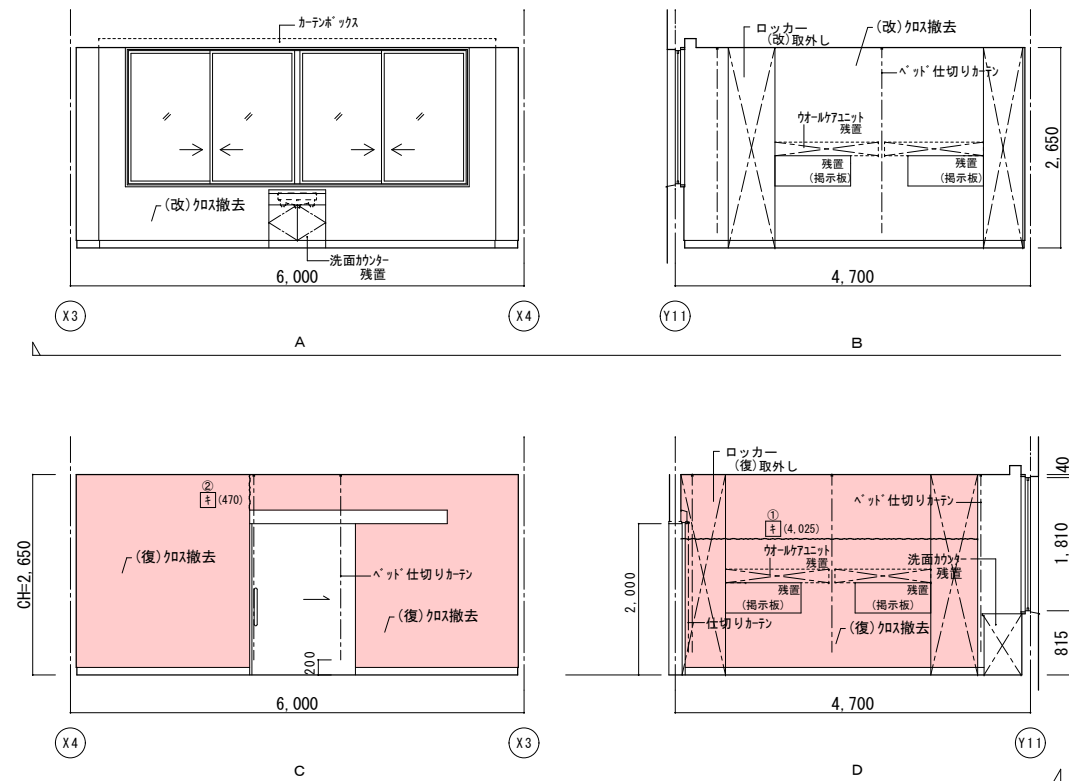 カーテンボックス
(改)クロス撤去
洗面カウンター
残置
6,000
X3
X4
A
ロッカー
(改)取外し
(改)クロス撤去
ベッド仕切りカーテン
ウオールケアユニット
残置
残置
(掲示板)
残置
(掲示板)
2,650
4,700
Y11
B
②
キ (470)
(復)クロス撤去
ベッド仕切りカーテン
(復)クロス撤去
CH=2,650
200
6,000
X4
X3
C
ロッカー
(復)取外し
ベッド仕切りカーテン
①
キ (4,025)
ウオールケアユニット
残置
洗面カウンター
残置
残置
(掲示板)
残置
(掲示板)
仕切りカーテン
(復)クロス撤去
2,000
40
1,810
815
4,700
Y11
D